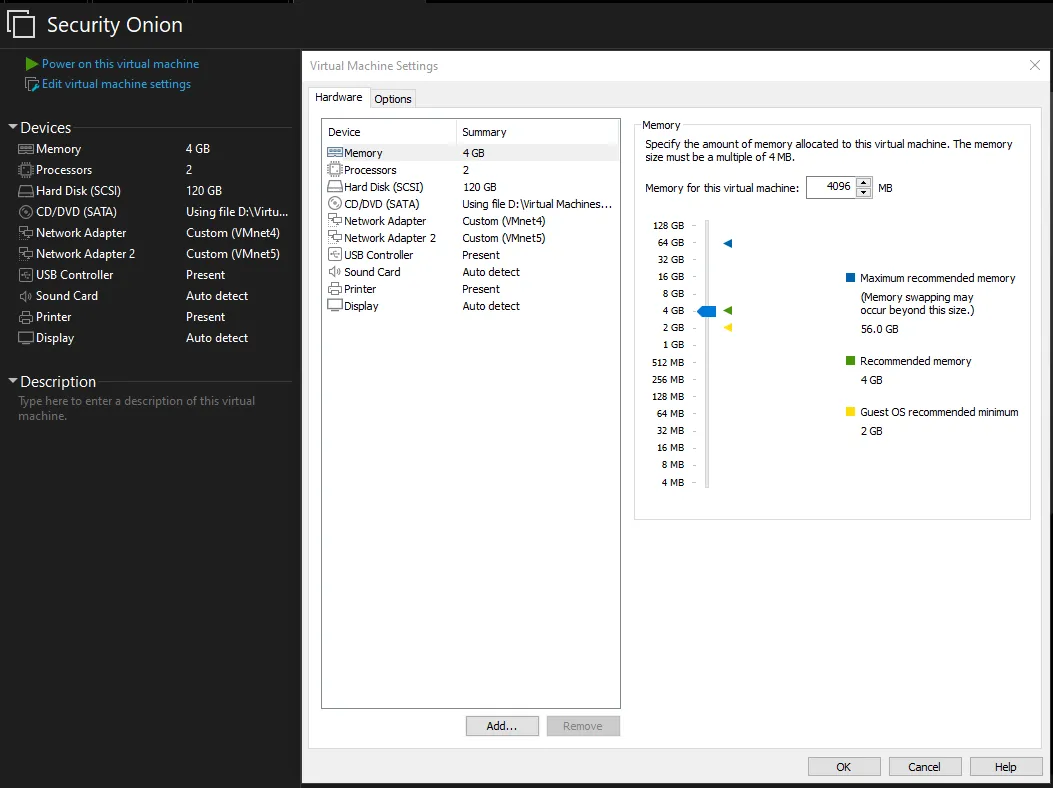 Security Onion
Power on this virtual machine
Edit virtual machine settings
Devices
Memory 4 GB
Processors 2
Hard Disk (SCSI) 120 GB
CD/DVD (SATA) Using file D:\Virtu...
Network Adapter Custom (VMnet4)
Network Adapter 2 Custom (VMnet5)
USB Controller Present
Sound Card Auto detect
Printer Present
Display Auto detect
Description
Type here to enter a description of this virtual
machine.
Virtual Machine Settings
Hardware Options
Device Summary
Memory 4 GB
Processors 2
Hard Disk (SCSI) 120 GB
CD/DVD (SATA) Using file D:\Virtual Machines...
Network Adapter Custom (VMnet4)
Network Adapter 2 Custom (VMnet5)
USB Controller Present
Sound Card Auto detect
Printer Present
Display Auto detect
Add... Remove
Memory
Specify the amount of memory allocated to this virtual machine. The memory
size must be a multiple of 4 MB.
Memory for this virtual machine: 4096 MB
128 GB
64 GB
32 GB
16 GB
8 GB
4 GB
2 GB
1 GB
512 MB
256 MB
128 MB
64 MB
32 MB
16 MB
8 MB
4 MB
Maximum recommended memory
(Memory swapping may
occur beyond this size.)
56.0 GB
Recommended memory
4 GB
Guest OS recommended minimum
2 GB
OK Cancel Help